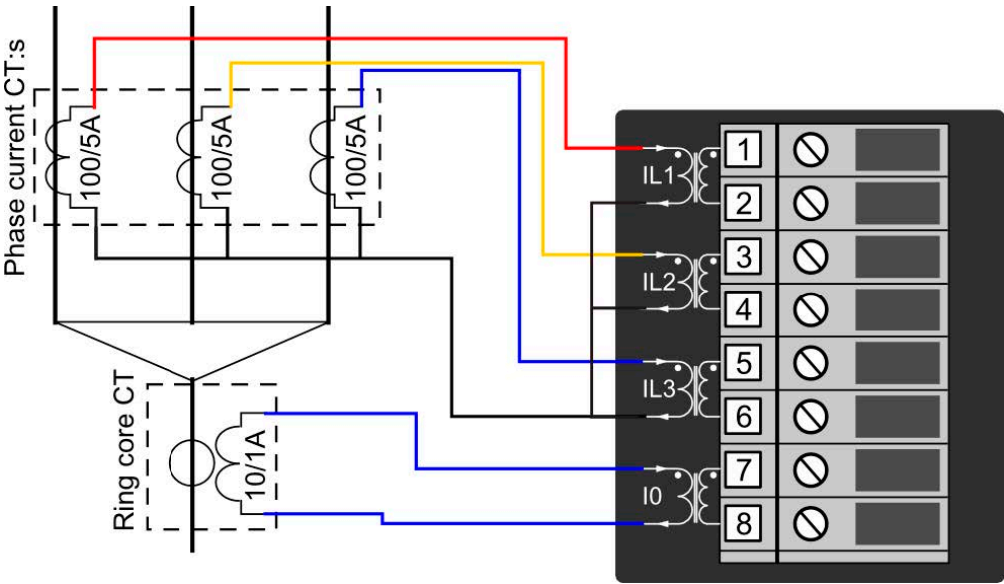 Phase current CT:s
100/5A
100/5A
100/5A
Ring core CT
10/1A
IL1
IL2
IL3
I0
1
2
3
4
5
6
7
8